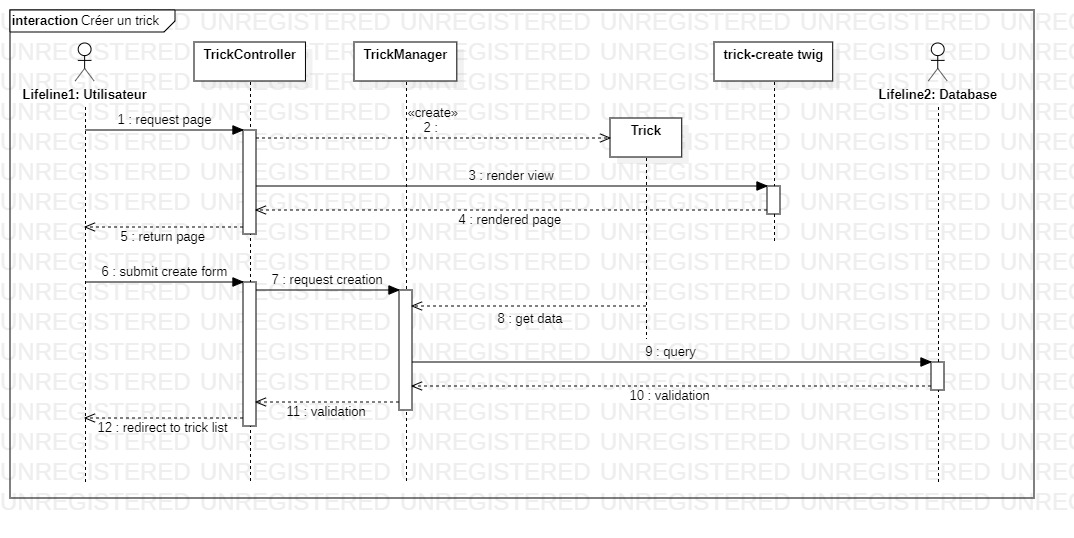 interaction Créer un trick
TrickController
TrickManager
trick-create twig
Lifeline1: Utilisateur
Lifeline2: Database
1 : request page
«create»
2 :
Trick
3 : render view
4 : rendered page
5 : return page
6 : submit create form
7 : request creation
8 : get data
9 : query
10 : validation
11 : validation
12 : redirect to trick list
UNREGISTERED UNREGISTERED UNREGISTERED UNREGISTERED UNREGISTERED UNRE